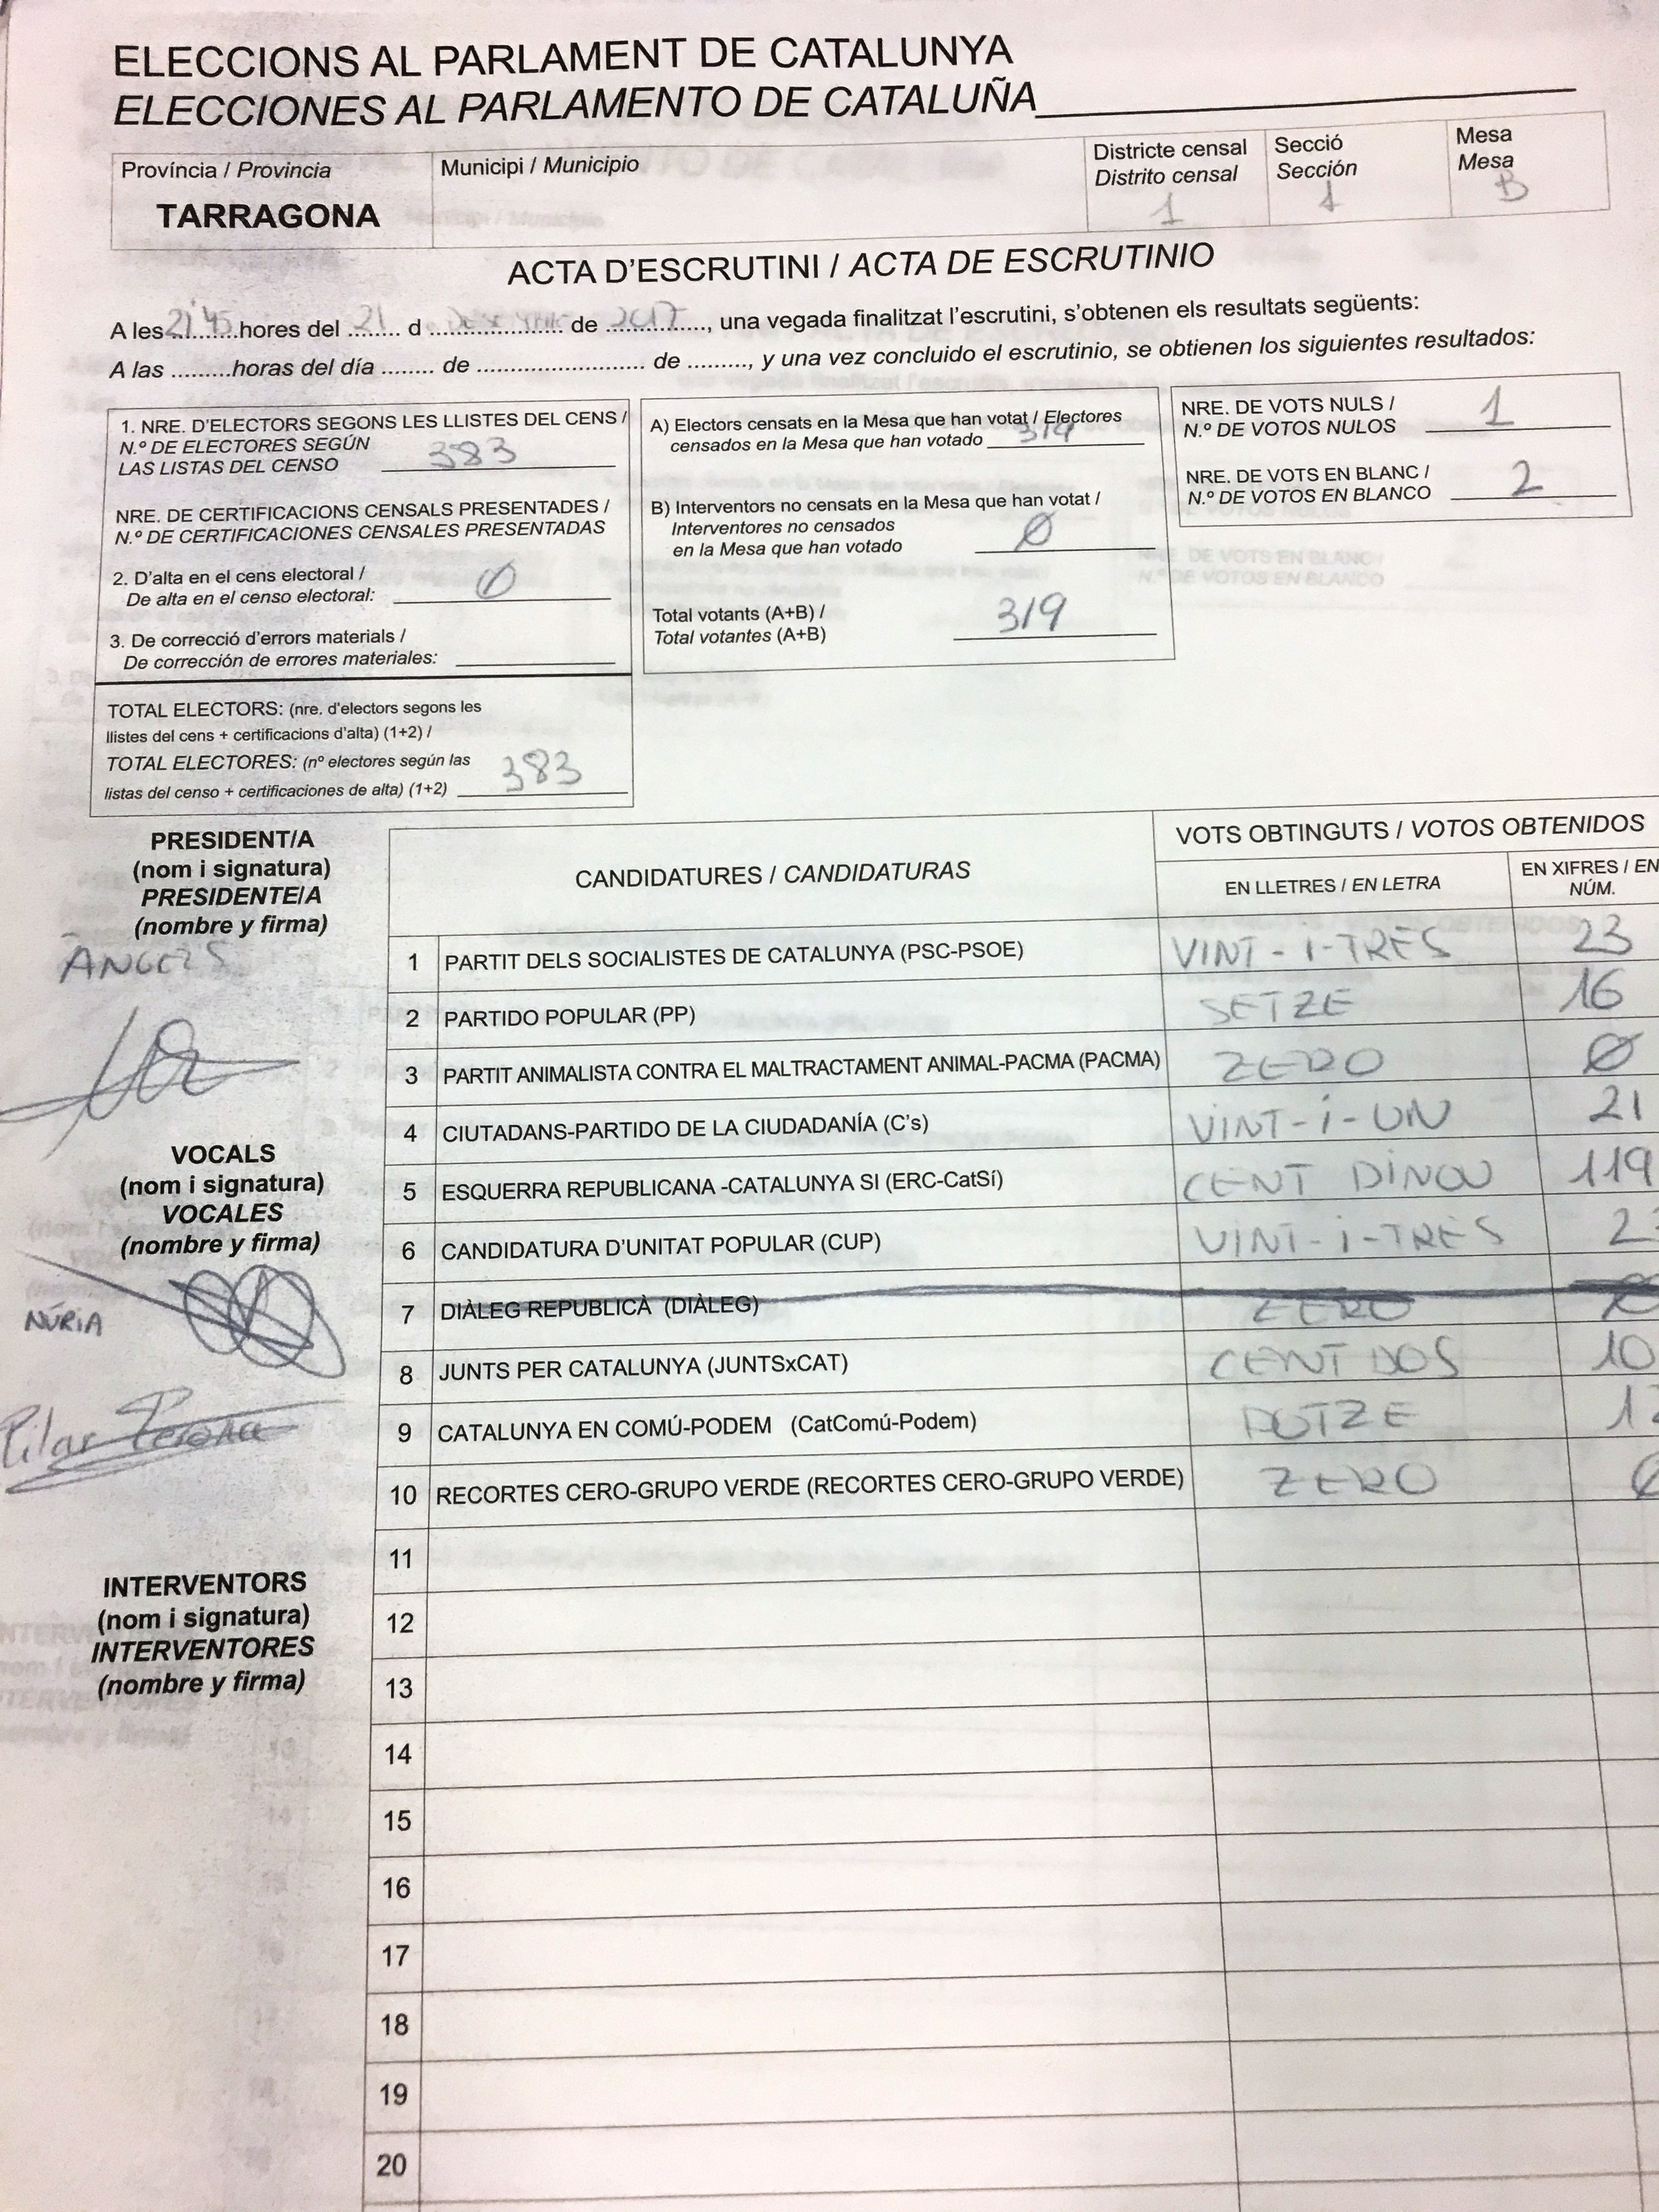 ELECCIONS AL PARLAMENT DE CATALUNYA
ELECCIONES AL PARLAMENTO DE CATALUÑA
Província / Provincia
TARRAGONA
Municipi / Municipio
Districte censal
Distrito censal
1
Secció
Sección
1
Mesa
Mesa
B
ACTA D'ESCRUTINI / ACTA DE ESCRUTINIO
A les 21'45 hores del 21 d DESEMBRE de 2017, una vegada finalitzat l'escrutini, s'obtenen els resultats següents:
A las .........horas del día ........ de ......................... de ........., y una vez concluido el escrutinio, se obtienen los siguientes resultados:
1. NRE. D'ELECTORS SEGONS LES LLISTES DEL CENS /
N.º DE ELECTORES SEGÚN
LAS LISTAS DEL CENSO 383
NRE. DE CERTIFICACIONS CENSALS PRESENTADES /
N.º DE CERTIFICACIONES CENSALES PRESENTADAS
2. D'alta en el cens electoral /
De alta en el censo electoral: 0
3. De correcció d'errors materials /
De corrección de errores materiales:
TOTAL ELECTORS: (nre. d'electors segons les
llistes del cens + certificacions d'alta) (1+2) /
TOTAL ELECTORES: (nº electores según las
listas del censo + certificaciones de alta) (1+2) 383
A) Electors censats en la Mesa que han votat / Electores
censados en la Mesa que han votado 319
B) Interventors no censats en la Mesa que han votat /
Interventores no censados
en la Mesa que han votado Ø
Total votants (A+B) /
Total votantes (A+B) 319
NRE. DE VOTS NULS /
N.º DE VOTOS NULOS 1
NRE. DE VOTS EN BLANC /
N.º DE VOTOS EN BLANCO 2
PRESIDENT/A
(nom i signatura)
PRESIDENTE/A
(nombre y firma)
ÀNGELS
VOCALS
(nom i signatura)
VOCALES
(nombre y firma)
NÚRIA
Pilar
INTERVENTORS
(nom i signatura)
INTERVENTORES
(nombre y firma)
CANDIDATURES / CANDIDATURAS
VOTS OBTINGUTS / VOTOS OBTENIDOS
EN LLETRES / EN LETRA
EN XIFRES / EN
NÚM.
1 PARTIT DELS SOCIALISTES DE CATALUNYA (PSC-PSOE) VINT-I-TRES 23
2 PARTIDO POPULAR (PP) SETZE 16
3 PARTIT ANIMALISTA CONTRA EL MALTRACTAMENT ANIMAL-PACMA (PACMA) ZERO Ø
4 CIUTADANS-PARTIDO DE LA CIUDADANÍA (C's) VINT-I-UN 21
5 ESQUERRA REPUBLICANA -CATALUNYA SI (ERC-CatSí) CENT DINOU 119
6 CANDIDATURA D'UNITAT POPULAR (CUP) VINT-I-TRES 23
7 DIÀLEG REPUBLICÀ (DIÀLEG) ZERO Ø
8 JUNTS PER CATALUNYA (JUNTSxCAT) CENT DOS 10
9 CATALUNYA EN COMÚ-PODEM (CatComú-Podem) DOTZE 12
10 RECORTES CERO-GRUPO VERDE (RECORTES CERO-GRUPO VERDE) ZERO Ø
11
12
13
14
15
16
17
18
19
20